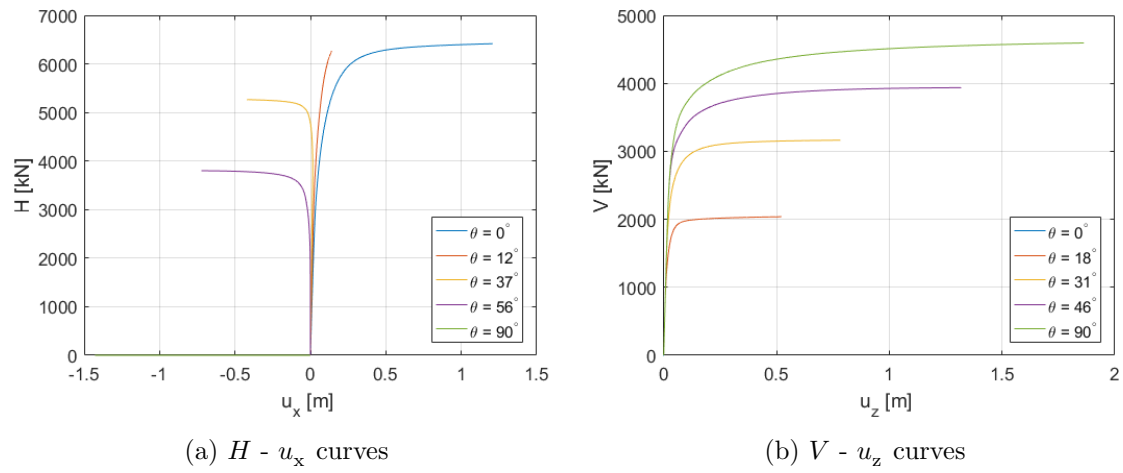 7000
6000
5000
4000
3000
2000
1000
0
H [kN]
-1.5 -1 -0.5 0 0.5 1 1.5
u_x [m]
θ = 0°
θ = 12°
θ = 37°
θ = 56°
θ = 90°
(a) H - u_x curves
5000
4000
3000
2000
1000
0
V [kN]
0 0.5 1 1.5 2
u_z [m]
θ = 0°
θ = 18°
θ = 31°
θ = 46°
θ = 90°
(b) V - u_z curves